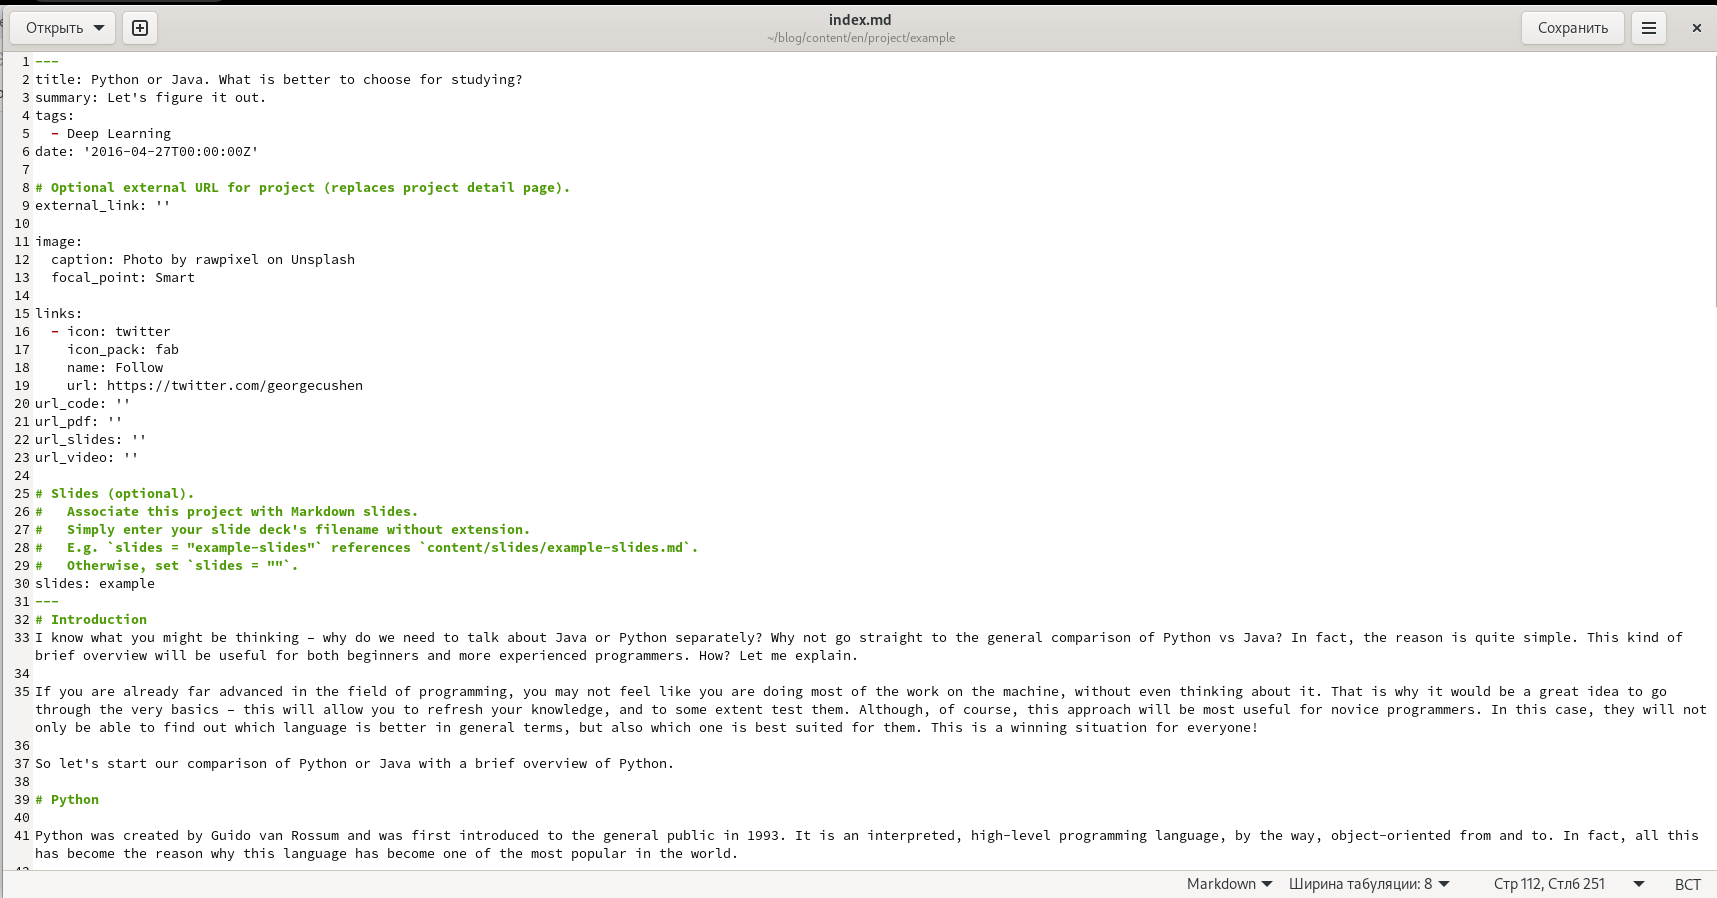 Открыть
index.md
~/blog/content/en/project/example
Сохранить
1 ---
2 title: Python or Java. What is better to choose for studying?
3 summary: Let's figure it out.
4 tags:
5   - Deep Learning
6 date: '2016-04-27T00:00:00Z'
7
8 # Optional external URL for project (replaces project detail page).
9 external_link: ''
10
11 image:
12   caption: Photo by rawpixel on Unsplash
13   focal_point: Smart
14
15 links:
16   - icon: twitter
17     icon_pack: fab
18     name: Follow
19     url: https://twitter.com/georgecushen
20 url_code: ''
21 url_pdf: ''
22 url_slides: ''
23 url_video: ''
24
25 # Slides (optional).
26 #   Associate this project with Markdown slides.
27 #   Simply enter your slide deck's filename without extension.
28 #   E.g. `slides = "example-slides"` references `content/slides/example-slides.md`.
29 #   Otherwise, set `slides = ""`.
30 slides: example
31 ---
32 # Introduction
33 I know what you might be thinking – why do we need to talk about Java or Python separately? Why not go straight to the general comparison of Python vs Java? In fact, the reason is quite simple. This kind of
brief overview will be useful for both beginners and more experienced programmers. How? Let me explain.
34
35 If you are already far advanced in the field of programming, you may not feel like you are doing most of the work on the machine, without even thinking about it. That is why it would be a great idea to go
through the very basics – this will allow you to refresh your knowledge, and to some extent test them. Although, of course, this approach will be most useful for novice programmers. In this case, they will not
only be able to find out which language is better in general terms, but also which one is best suited for them. This is a winning situation for everyone!
36
37 So let's start our comparison of Python or Java with a brief overview of Python.
38
39 # Python
40
41 Python was created by Guido van Rossum and was first introduced to the general public in 1993. It is an interpreted, high-level programming language, by the way, object-oriented from and to. In fact, all this
has become the reason why this language has become one of the most popular in the world.
Markdown Ширина табуляции: 8 Стр 112, Стлб 251 ВСТ